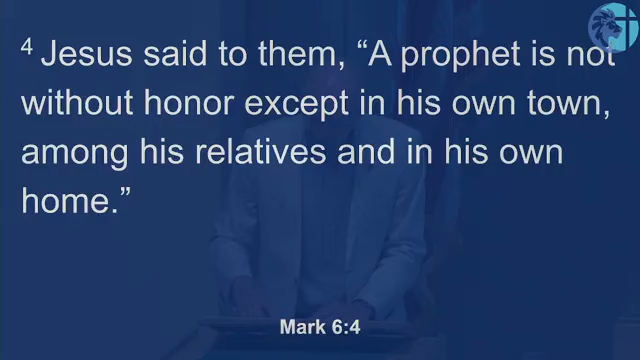 4 Jesus said to them, “A prophet is not
without honor except in his own town,
among his relatives and in his own
home.”
Mark 6:4